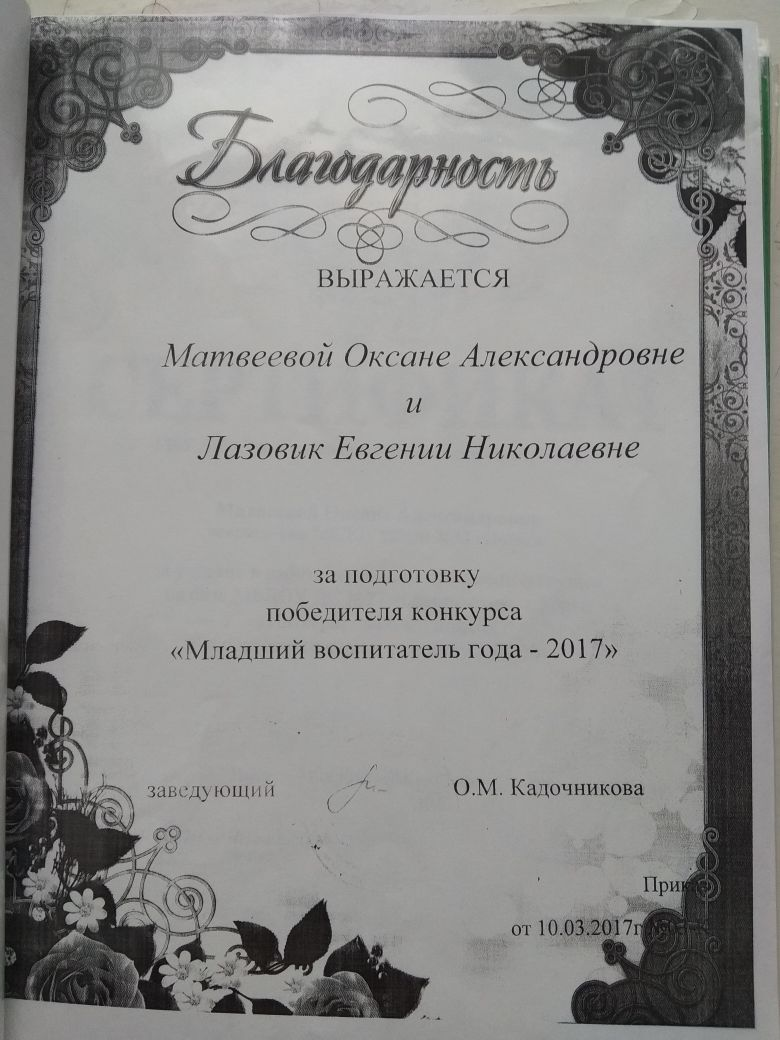 Благодарность
ВЫРАЖАЕТСЯ
Матвеевой Оксане Александровне
и
Лазовик Евгении Николаевне
за подготовку
победителя конкурса
«Младший воспитатель года - 2017»
заведующий О.М. Кадочникова
Приказ
от 10.03.2017г